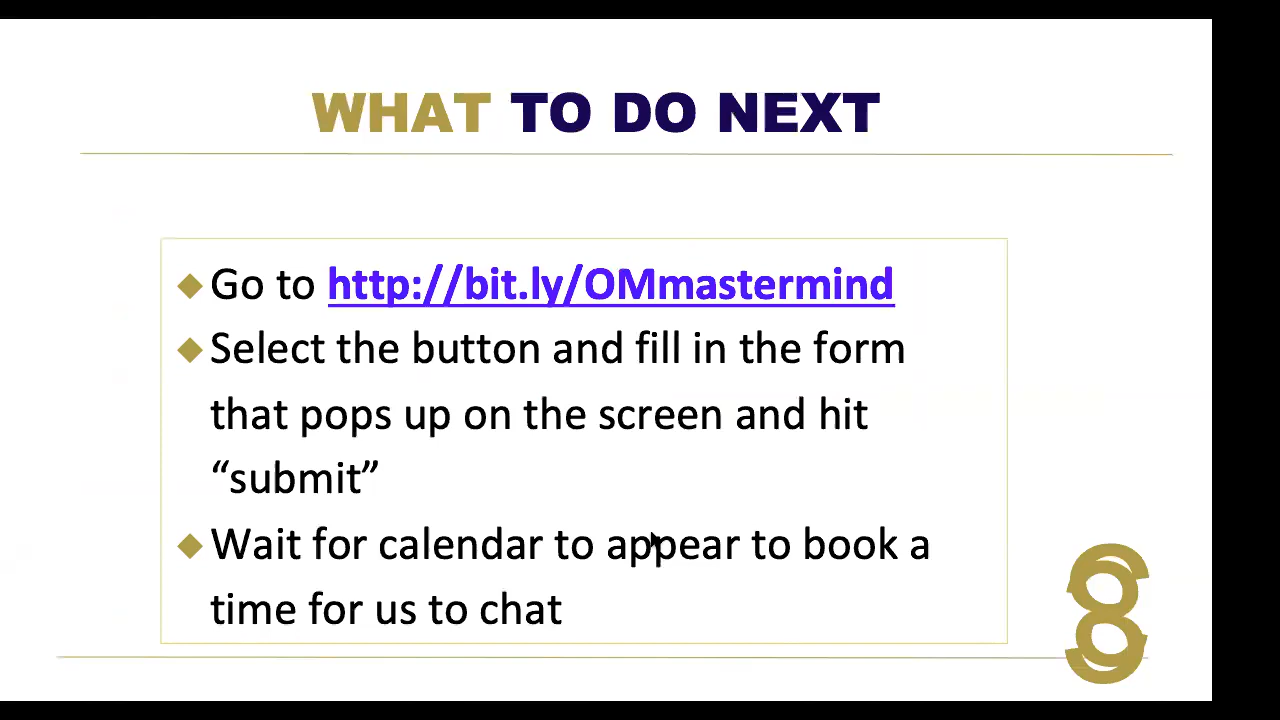 WHAT TO DO NEXT
Go to http://bit.ly/OMmastermind
Select the button and fill in the form
that pops up on the screen and hit
“submit”
Wait for calendar to appear to book a
time for us to chat